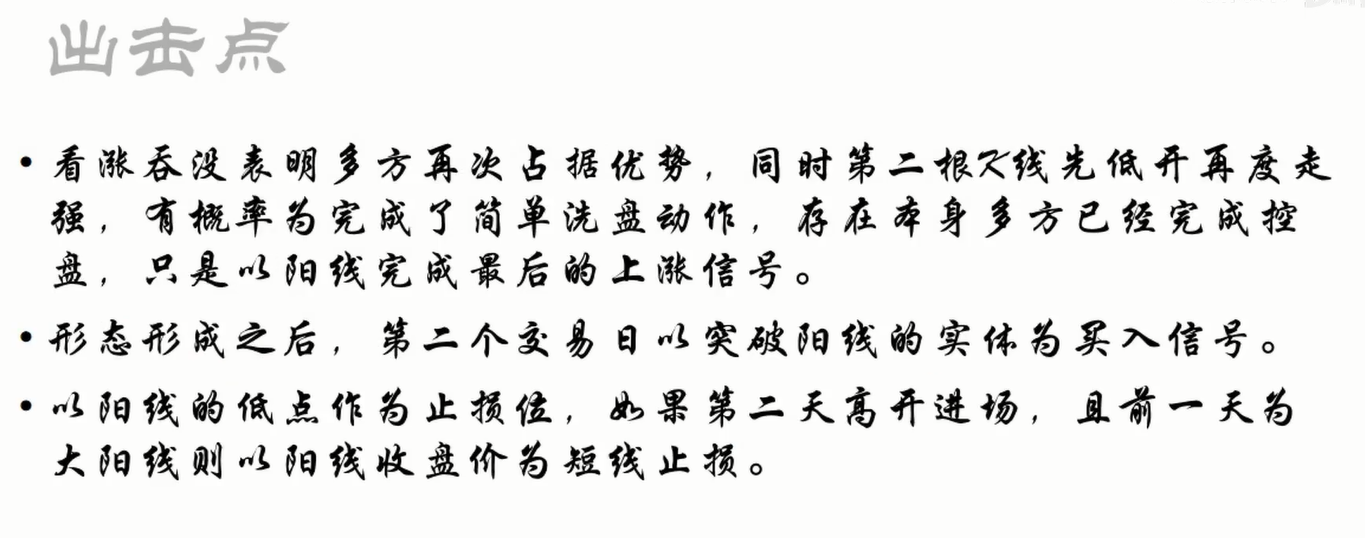 出击点
• 看涨吞没表明多方再次占据优势，同时第二根K线先低开再度走
强，有概率为完成了简单洗盘动作，存在本身多方已经完成控
盘，只是以阳线完成最后的上涨信号。
• 形态形成之后，第二个交易日以突破阳线的实体为买入信号。
• 以阳线的低点作为止损位，如果第二天高开进场，且前一天为
大阳线则以阳线收盘价为短线止损。